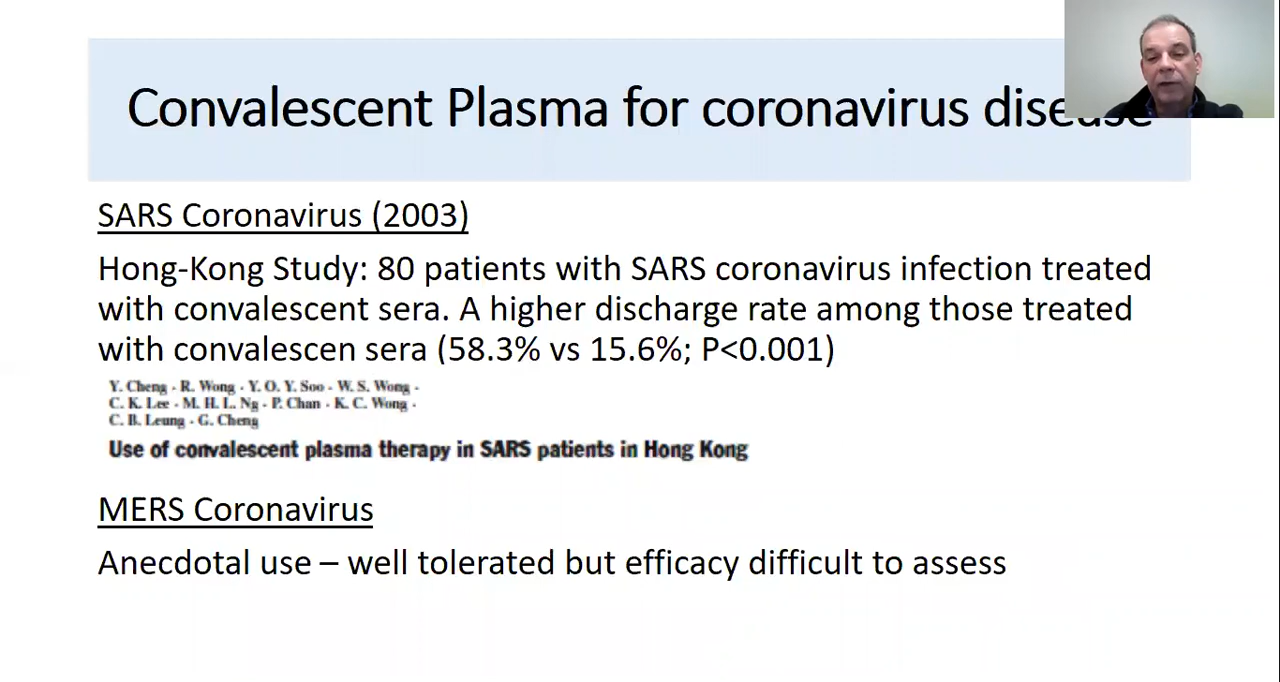 Convalescent Plasma for coronavirus disease
SARS Coronavirus (2003)
Hong-Kong Study: 80 patients with SARS coronavirus infection treated
with convalescent sera. A higher discharge rate among those treated
with convalescen sera (58.3% vs 15.6%; P<0.001)
Y. Cheng · R. Wong · Y. O. Y. Soo · W. S. Wong ·
C. K. Lee · M. H. L. Ng · P. Chan · K. C. Wong ·
C. B. Leung · G. Cheng
Use of convalescent plasma therapy in SARS patients in Hong Kong
MERS Coronavirus
Anecdotal use – well tolerated but efficacy difficult to assess